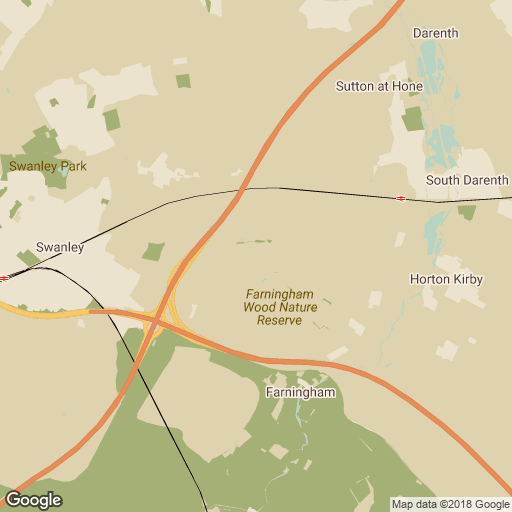 Darenth
Sutton at Hone
Swanley Park
South Darenth
Swanley
Horton Kirby
Farningham
Wood Nature
Reserve
Farningham
Google
Map data ©2018 Google